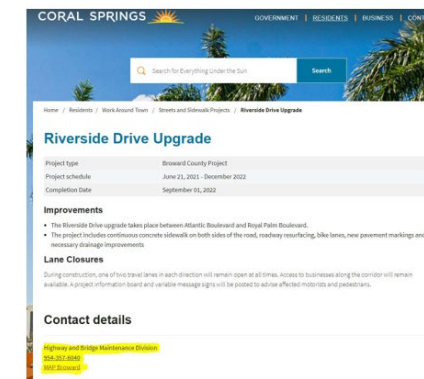 CORAL SPRINGS
GOVERNMENT | RESIDENTS | BUSINESS | CONT
Search for Everything Under the Sun
Search
Home / Residents / Work Around Town / Streets and Sidewalk Projects / Riverside Drive Upgrade
Riverside Drive Upgrade
Project type Broward County Project
Project schedule June 21, 2021 - December 2022
Completion Date September 01, 2022
Improvements
• The Riverside Drive upgrade takes place between Atlantic Boulevard and Royal Palm Boulevard.
• The project includes continuous concrete sidewalk on both sides of the road, roadway resurfacing, bike lanes, new pavement markings and
necessary drainage improvements
Lane Closures
During construction, one of two travel lanes in each direction will remain open at all times. Access to businesses along the corridor will remain
available. A project information board and variable message signs will be posted to advise affected motorists and pedestrians.
Contact details
Highway and Bridge Maintenance Division
954-357-6040
MAP Broward